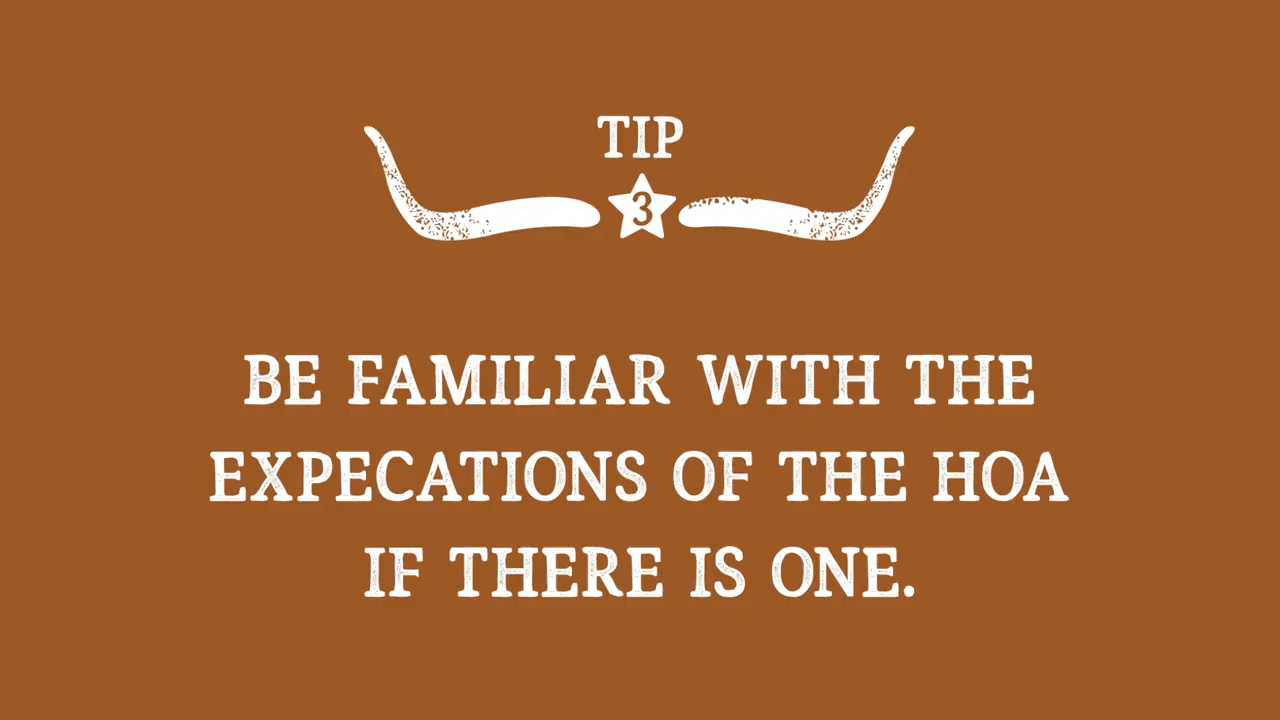 TIP
3
BE FAMILIAR WITH THE
EXPECATIONS OF THE HOA
IF THERE IS ONE.